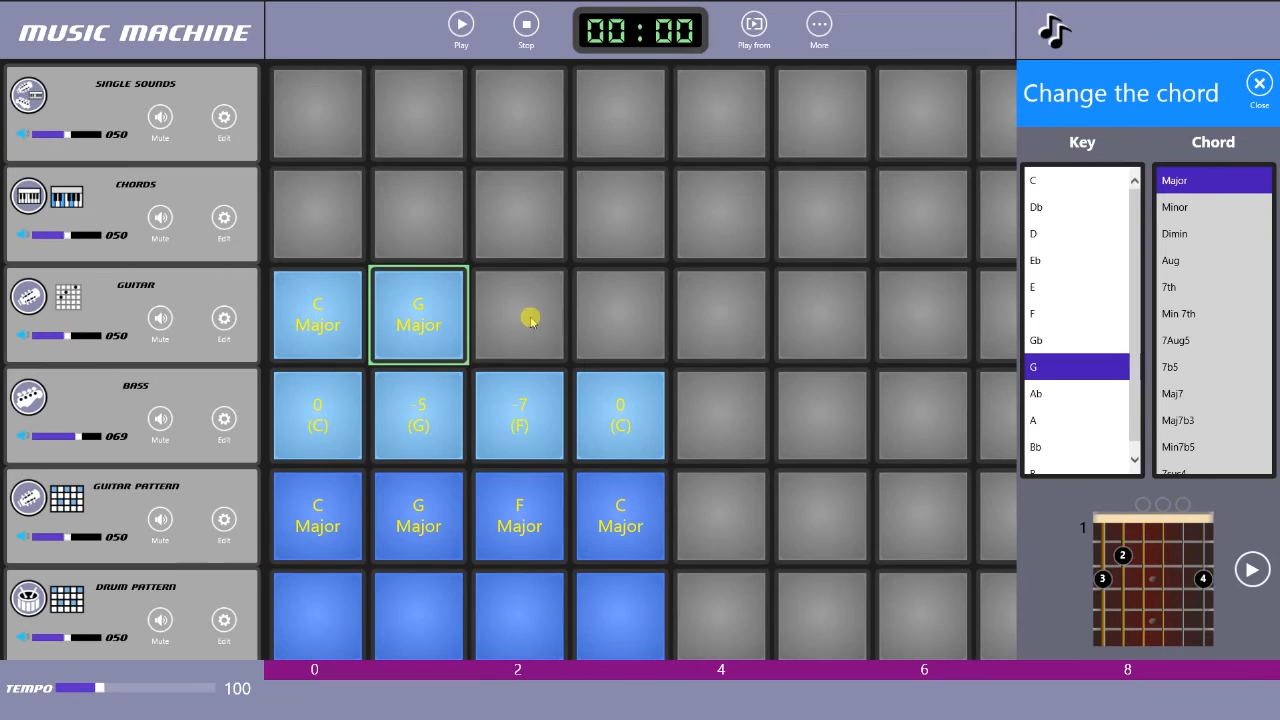 MUSIC MACHINE
Play
Stop
00:00
Play from
More
SINGLE SOUNDS
050
Mute
Edit
CHORDS
050
Mute
Edit
GUITAR
050
Mute
Edit
BASS
069
Mute
Edit
GUITAR PATTERN
050
Mute
Edit
DRUM PATTERN
050
Mute
Edit
TEMPO
100
C
Major
G
Major
0
(C)
-5
(G)
-7
(F)
0
(C)
C
Major
G
Major
F
Major
C
Major
0
2
4
6
8
Change the chord
Close
Key
Chord
C
Db
D
Eb
E
F
Gb
G
Ab
A
Bb
Major
Minor
Dimin
Aug
7th
Min 7th
7Aug5
7b5
Maj7
Maj7b3
Min7b5
7sus4
1
2
3
4